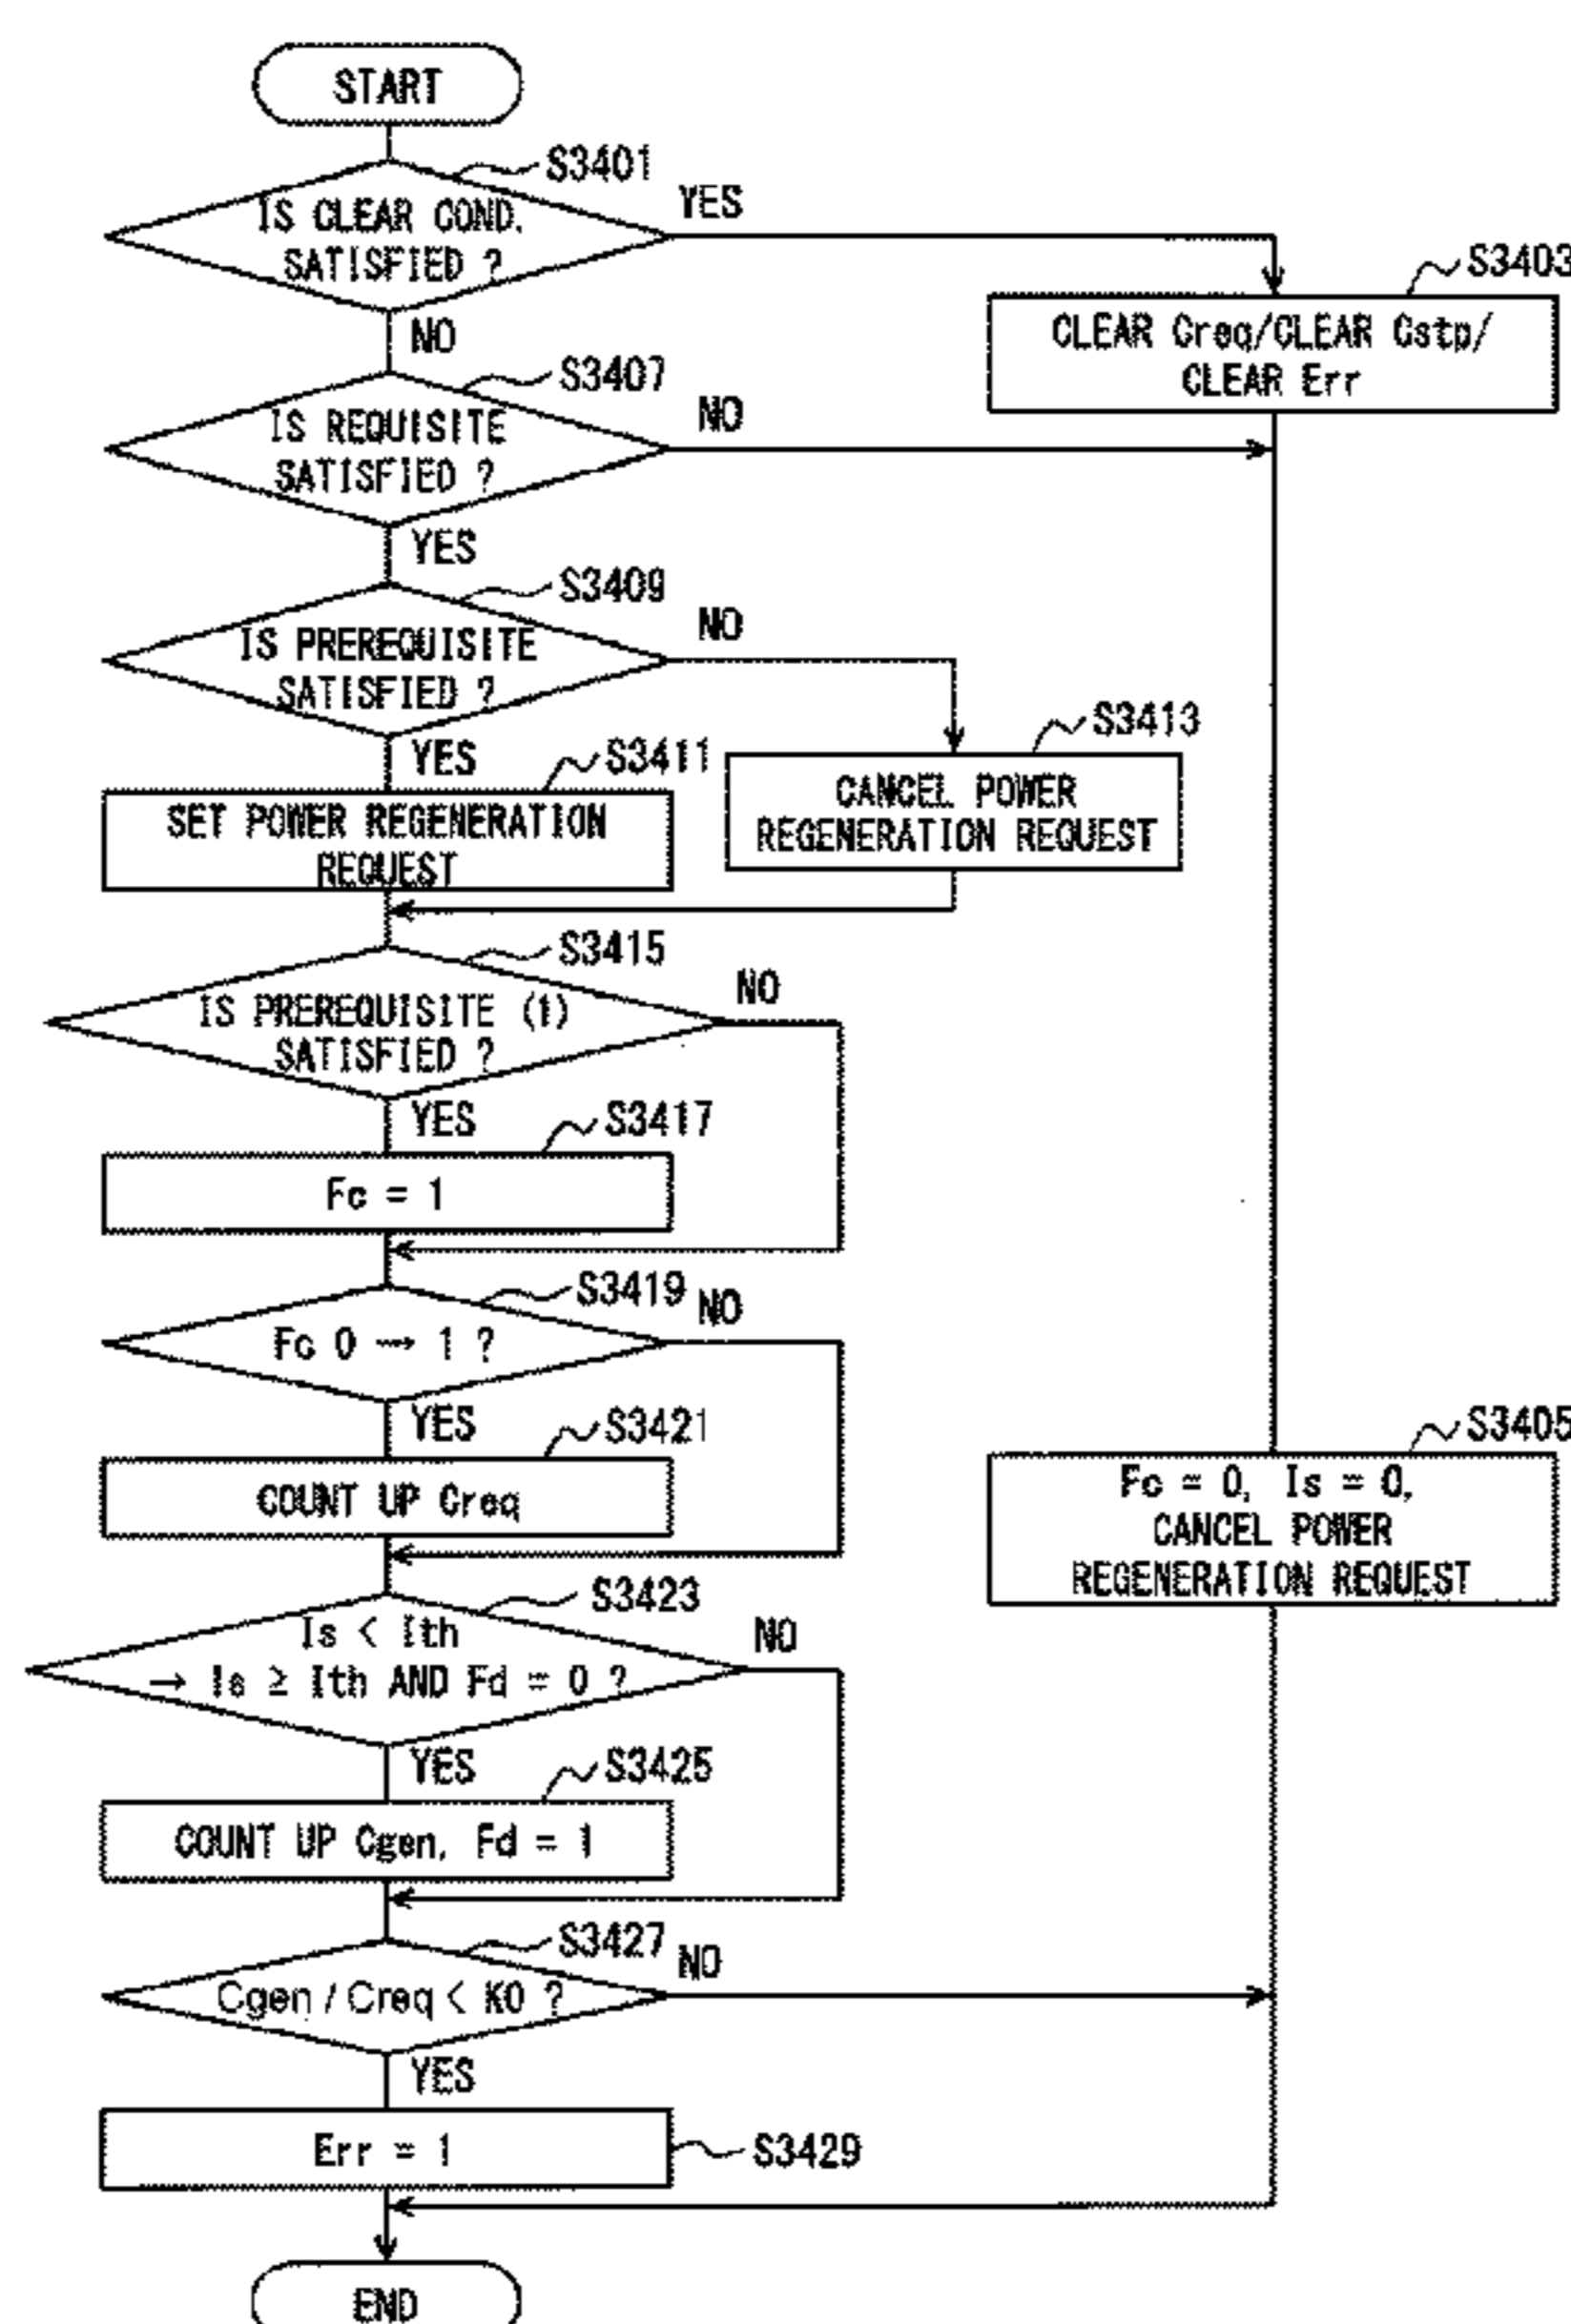 START
S3401
IS CLEAR COND.
SATISFIED ?
YES
S3403
CLEAR Creq/CLEAR Cstp/
CLEAR Err
NO
S3407
IS REQUISITE
SATISFIED ?
NO
YES
S3409
IS PREREQUISITE
SATISFIED ?
NO
S3413
CANCEL POWER
REGENERATION REQUEST
YES
S3411
SET POWER REGENERATION
REQUEST
S3415
IS PREREQUISITE (1)
SATISFIED ?
NO
YES
S3417
Fc = 1
S3419
Fc 0 → 1 ?
NO
YES
S3421
COUNT UP Creq
S3405
Fc = 0, Is = 0,
CANCEL POWER
REGENERATION REQUEST
S3423
Is < Ith
→ Is ≥ Ith AND Fd = 0 ?
NO
YES
S3425
COUNT UP Cgen, Fd = 1
S3427
Cgen / Creq < K0 ?
NO
YES
Err = 1
S3429
END